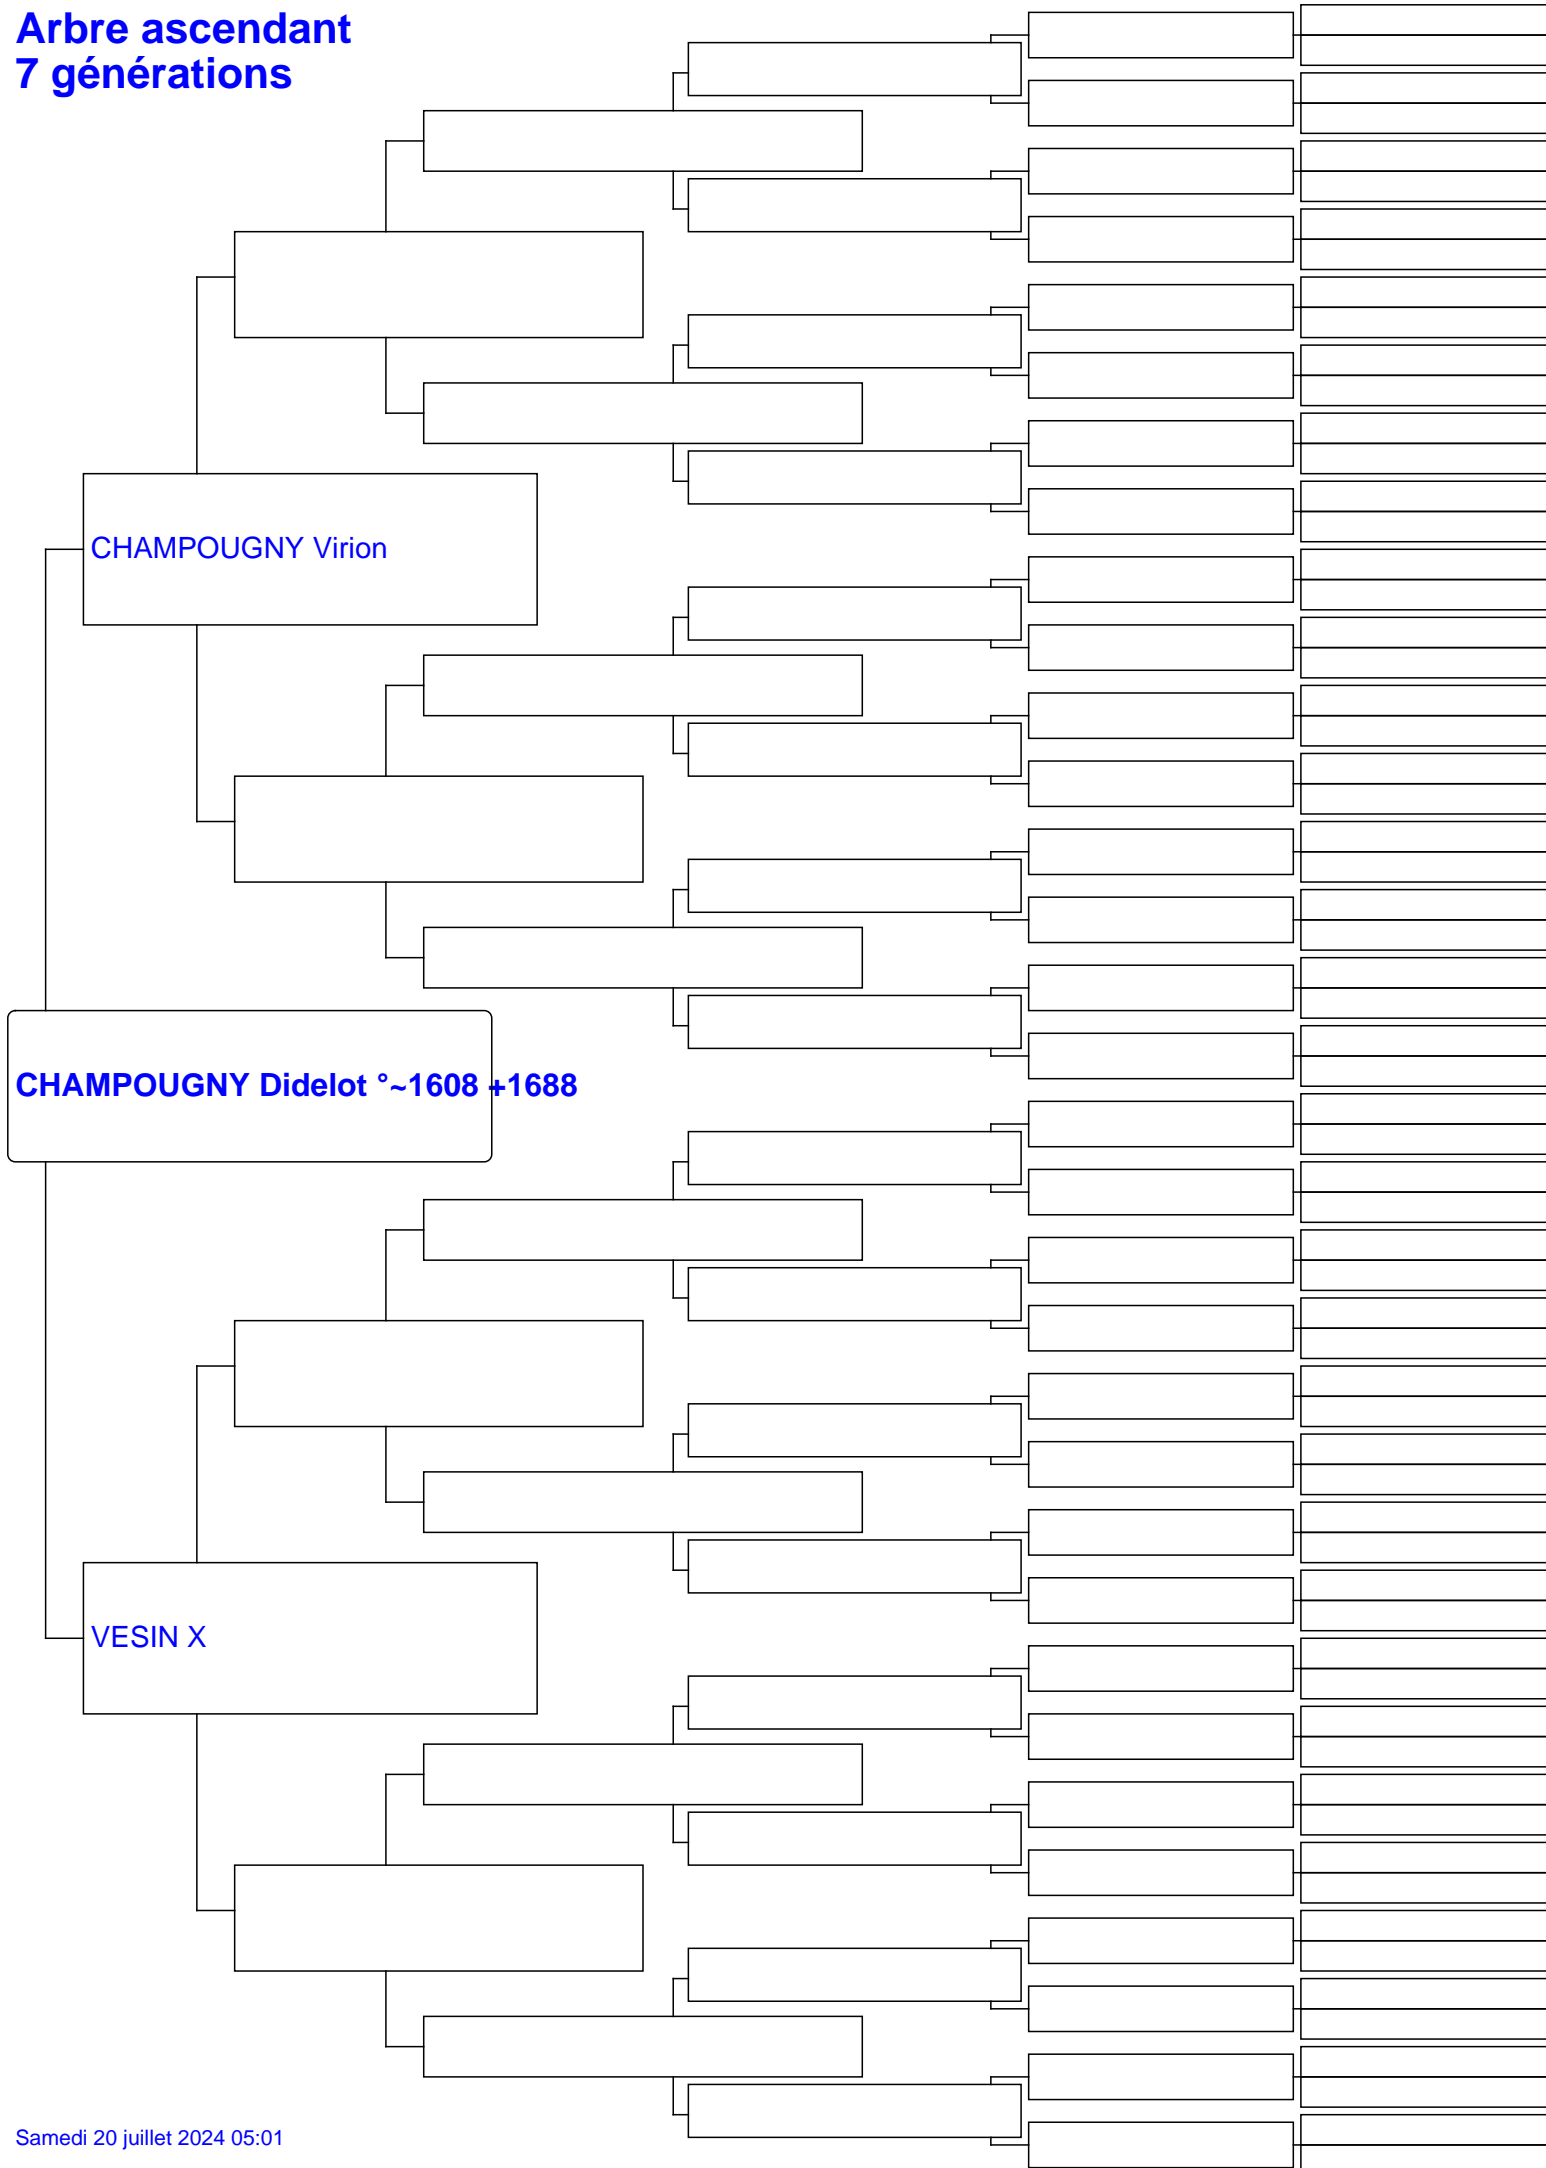 Arbre ascendant
7 générations
CHAMPOUGNY Virion
CHAMPOUGNY Didelot °~1608 +1688
VESIN X
Samedi 20 juillet 2024 05:01